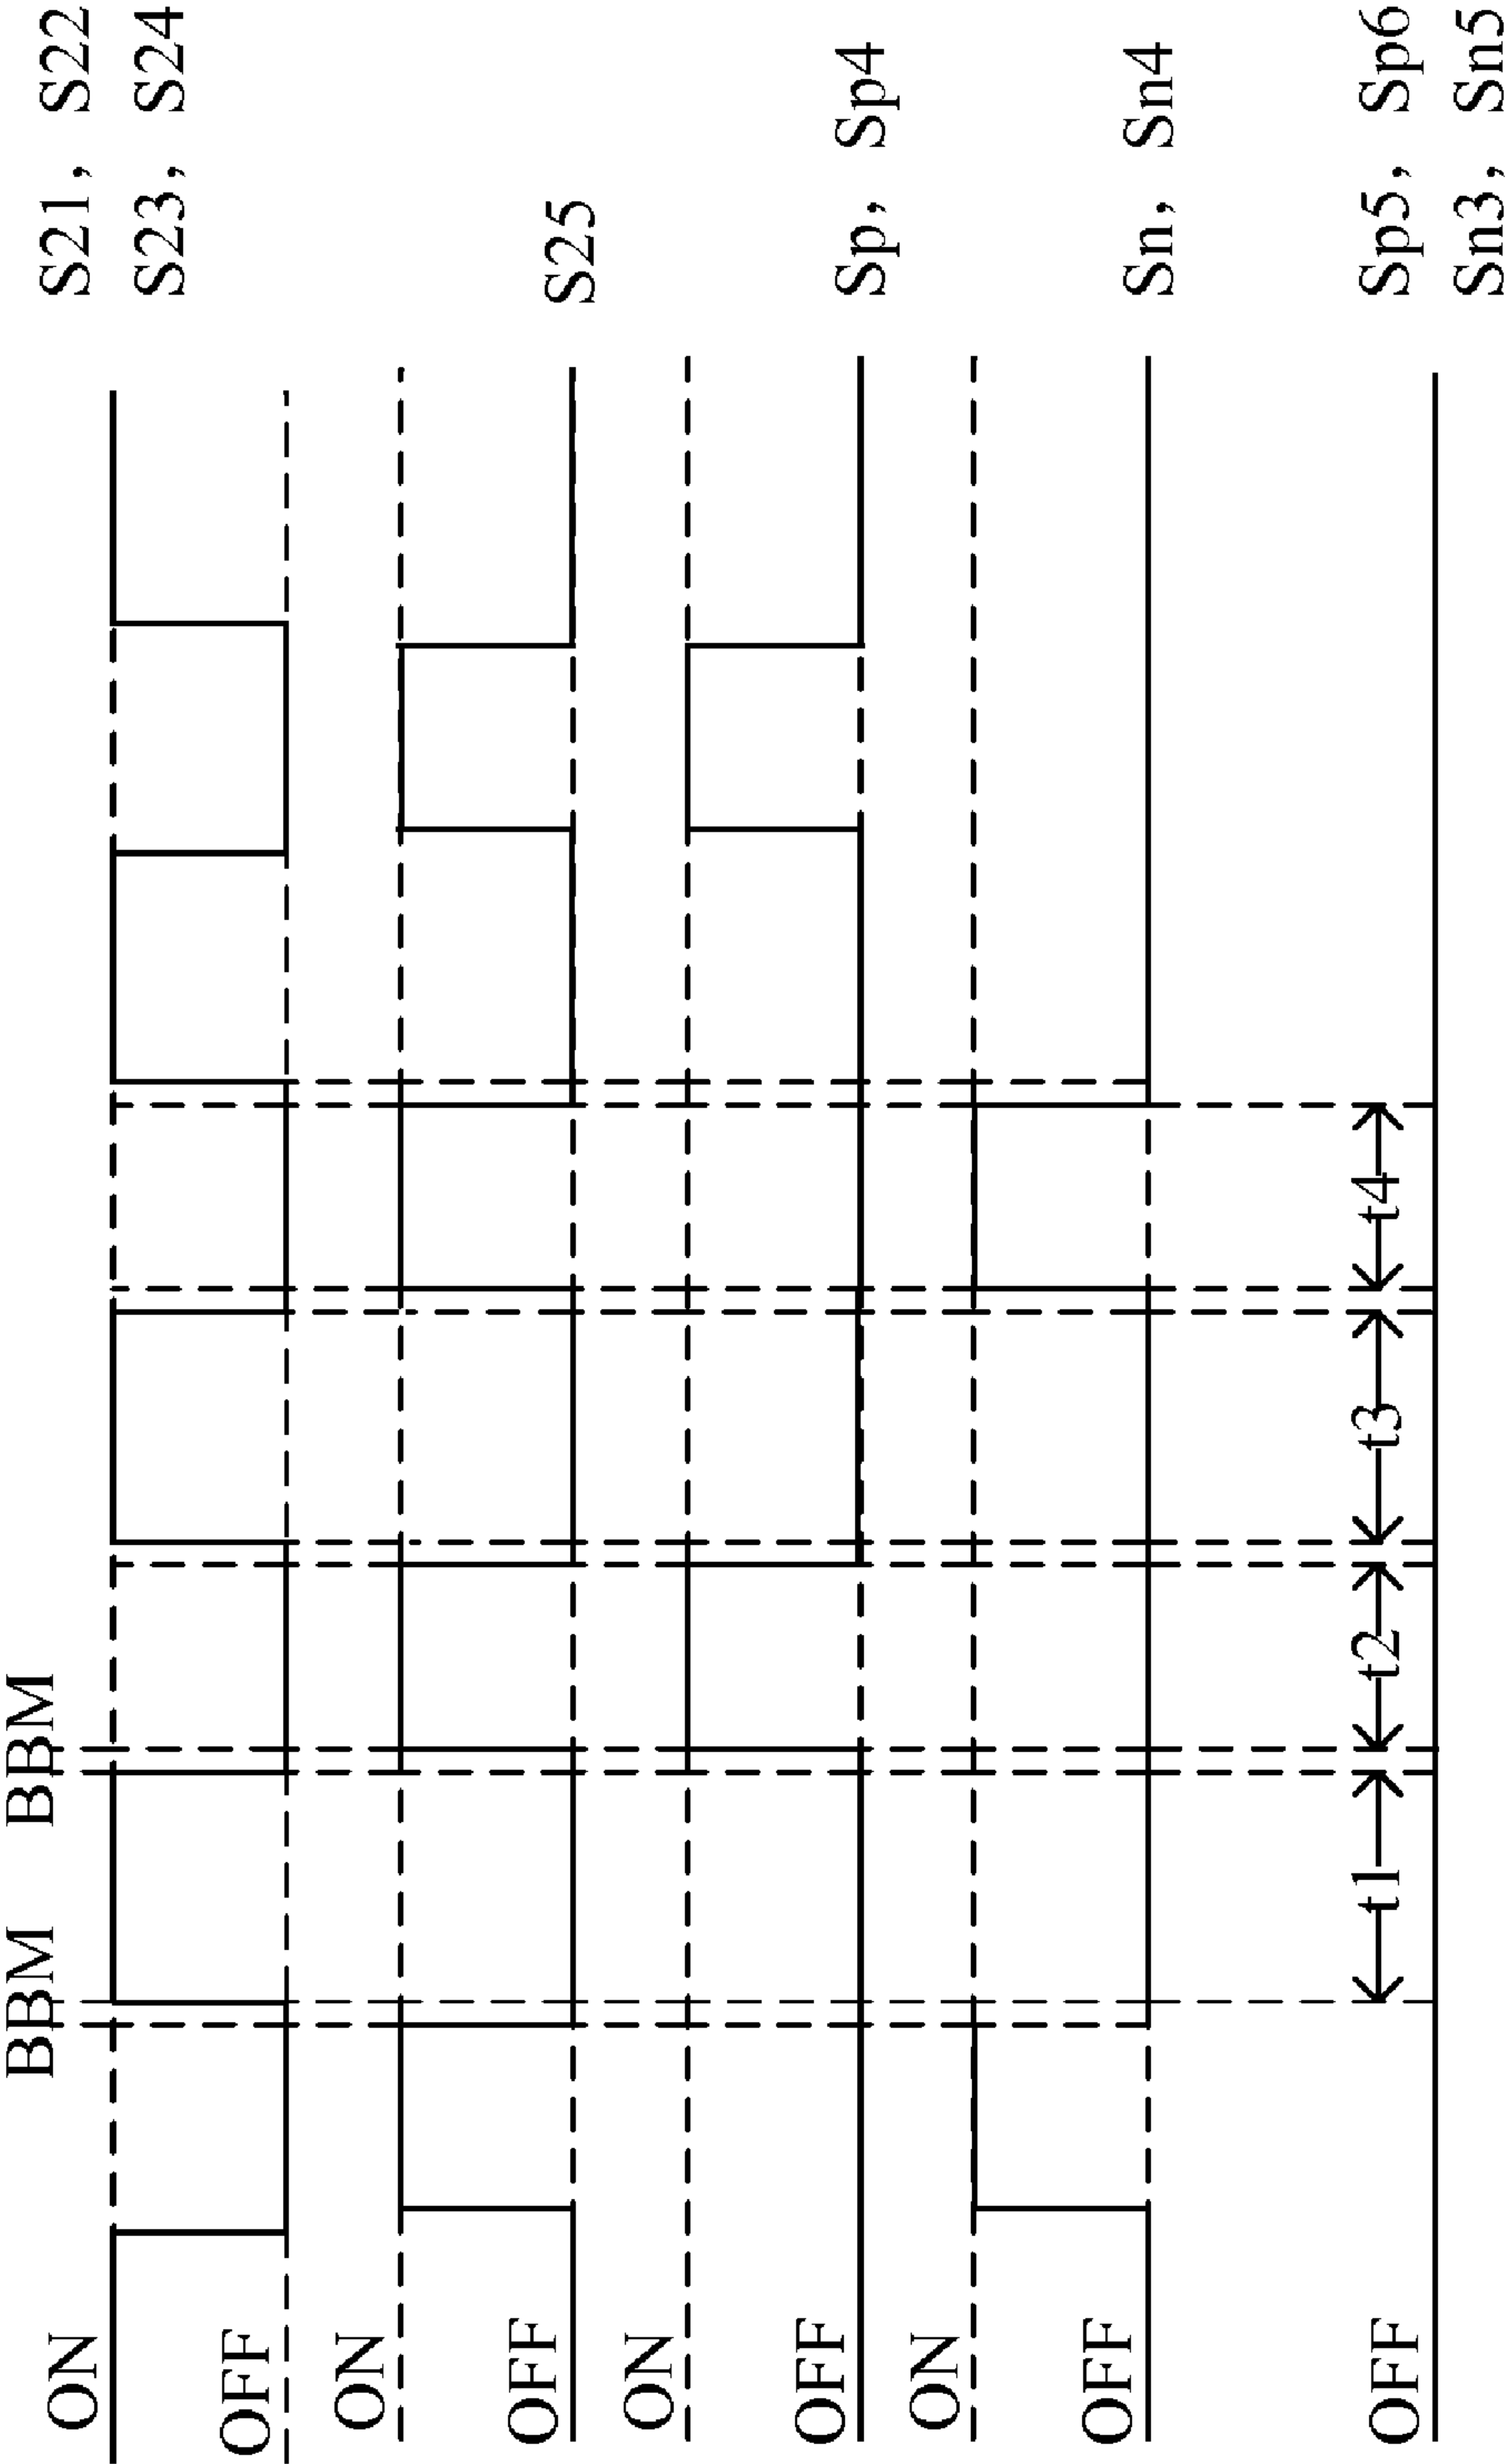 BBM BBM
ON S21, S22
OFF S23, S24
ON
OFF S25
ON
OFF Sp, Sp4
ON
OFF Sn, Sn4
t1 t2 t3 t4
OFF Sp5, Sp6
Sn3, Sn5